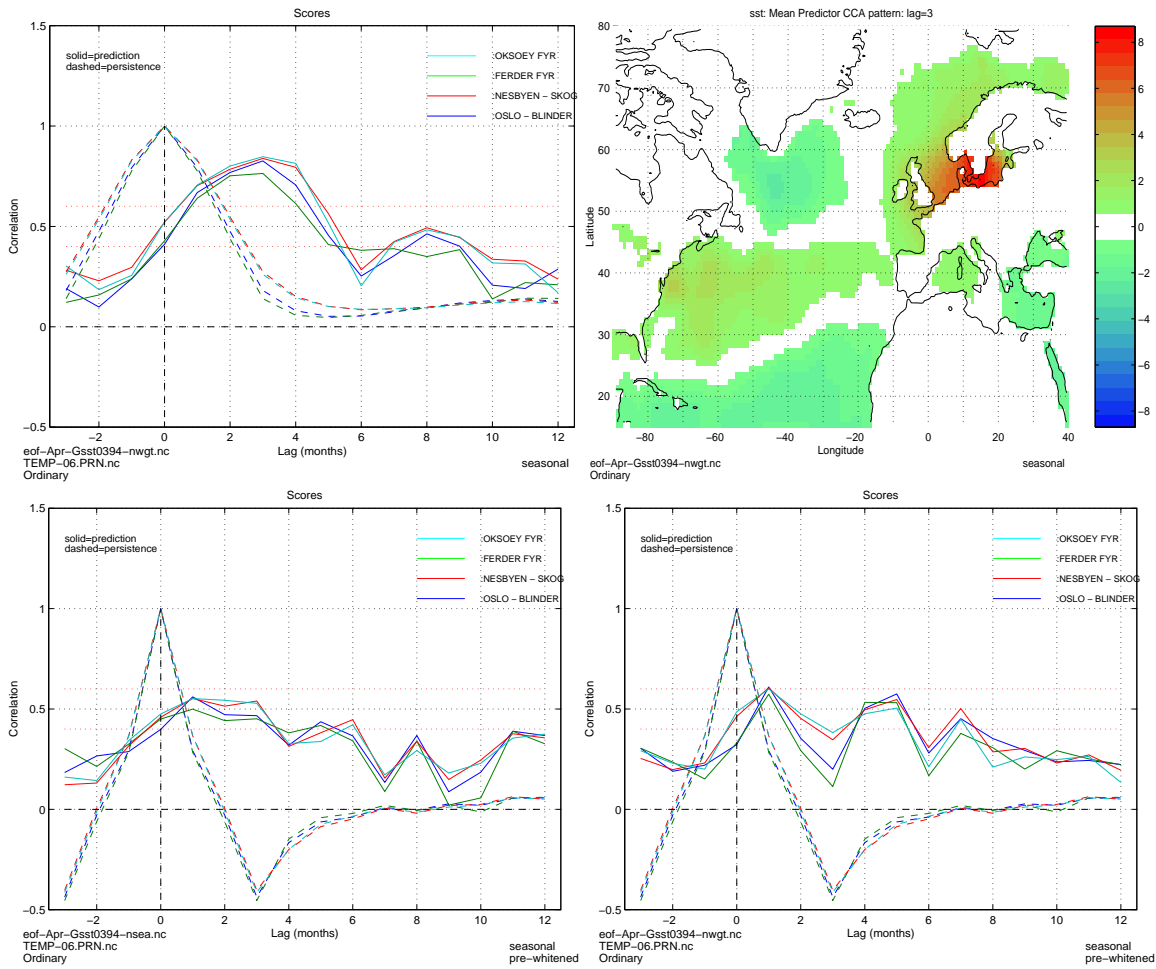 Scores
1.5
1
0.5
0
−0.5
Correlation
solid=prediction
dashed=persistence
OKSOEY FYR
FERDER FYR
NESBYEN − SKOG
OSLO − BLINDER
−2 0 2 4 6 8 10 12
Lag (months)
eof−Apr−Gsst0394−nwgt.nc
TEMP−06.PRN.nc
Ordinary
seasonal
sst: Mean Predictor CCA pattern: lag=3
80
70
60
50
40
30
20
Latitude
−80 −60 −40 −20 0 20 40
Longitude
eof−Apr−Gsst0394−nwgt.nc
Ordinary
seasonal
8
6
4
2
0
−2
−4
−6
−8
Scores
1.5
1
0.5
0
−0.5
Correlation
solid=prediction
dashed=persistence
OKSOEY FYR
FERDER FYR
NESBYEN − SKOG
OSLO − BLINDER
−2 0 2 4 6 8 10 12
Lag (months)
eof−Apr−Gsst0394−nsea.nc
TEMP−06.PRN.nc
Ordinary
seasonal
pre−whitened
Scores
1.5
1
0.5
0
−0.5
Correlation
solid=prediction
dashed=persistence
OKSOEY FYR
FERDER FYR
NESBYEN − SKOG
OSLO − BLINDER
−2 0 2 4 6 8 10 12
Lag (months)
eof−Apr−Gsst0394−nwgt.nc
TEMP−06.PRN.nc
Ordinary
seasonal
pre−whitened